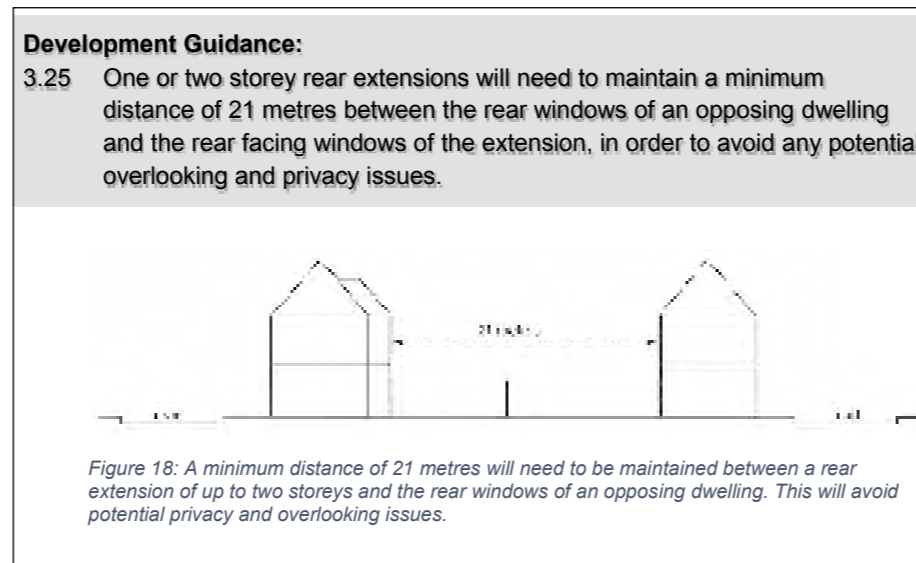 Development Guidance:
3.25 One or two storey rear extensions will need to maintain a minimum
distance of 21 metres between the rear windows of an opposing dwelling
and the rear facing windows of the extension, in order to avoid any potential
overlooking and privacy issues.
Figure 18: A minimum distance of 21 metres will need to be maintained between a rear
extension of up to two storeys and the rear windows of an opposing dwelling. This will avoid
potential privacy and overlooking issues.